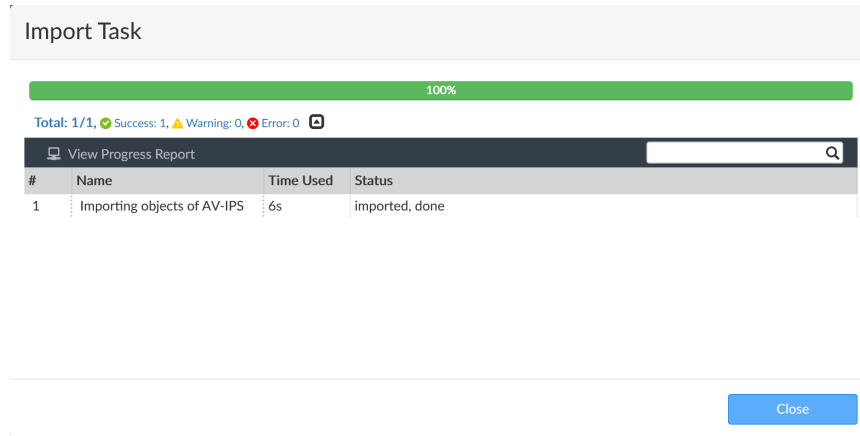 Import Task
100%
Total: 1/1, Success: 1, Warning: 0, Error: 0
View Progress Report
# Name Time Used Status
1 Importing objects of AV-IPS 6s imported, done
Close